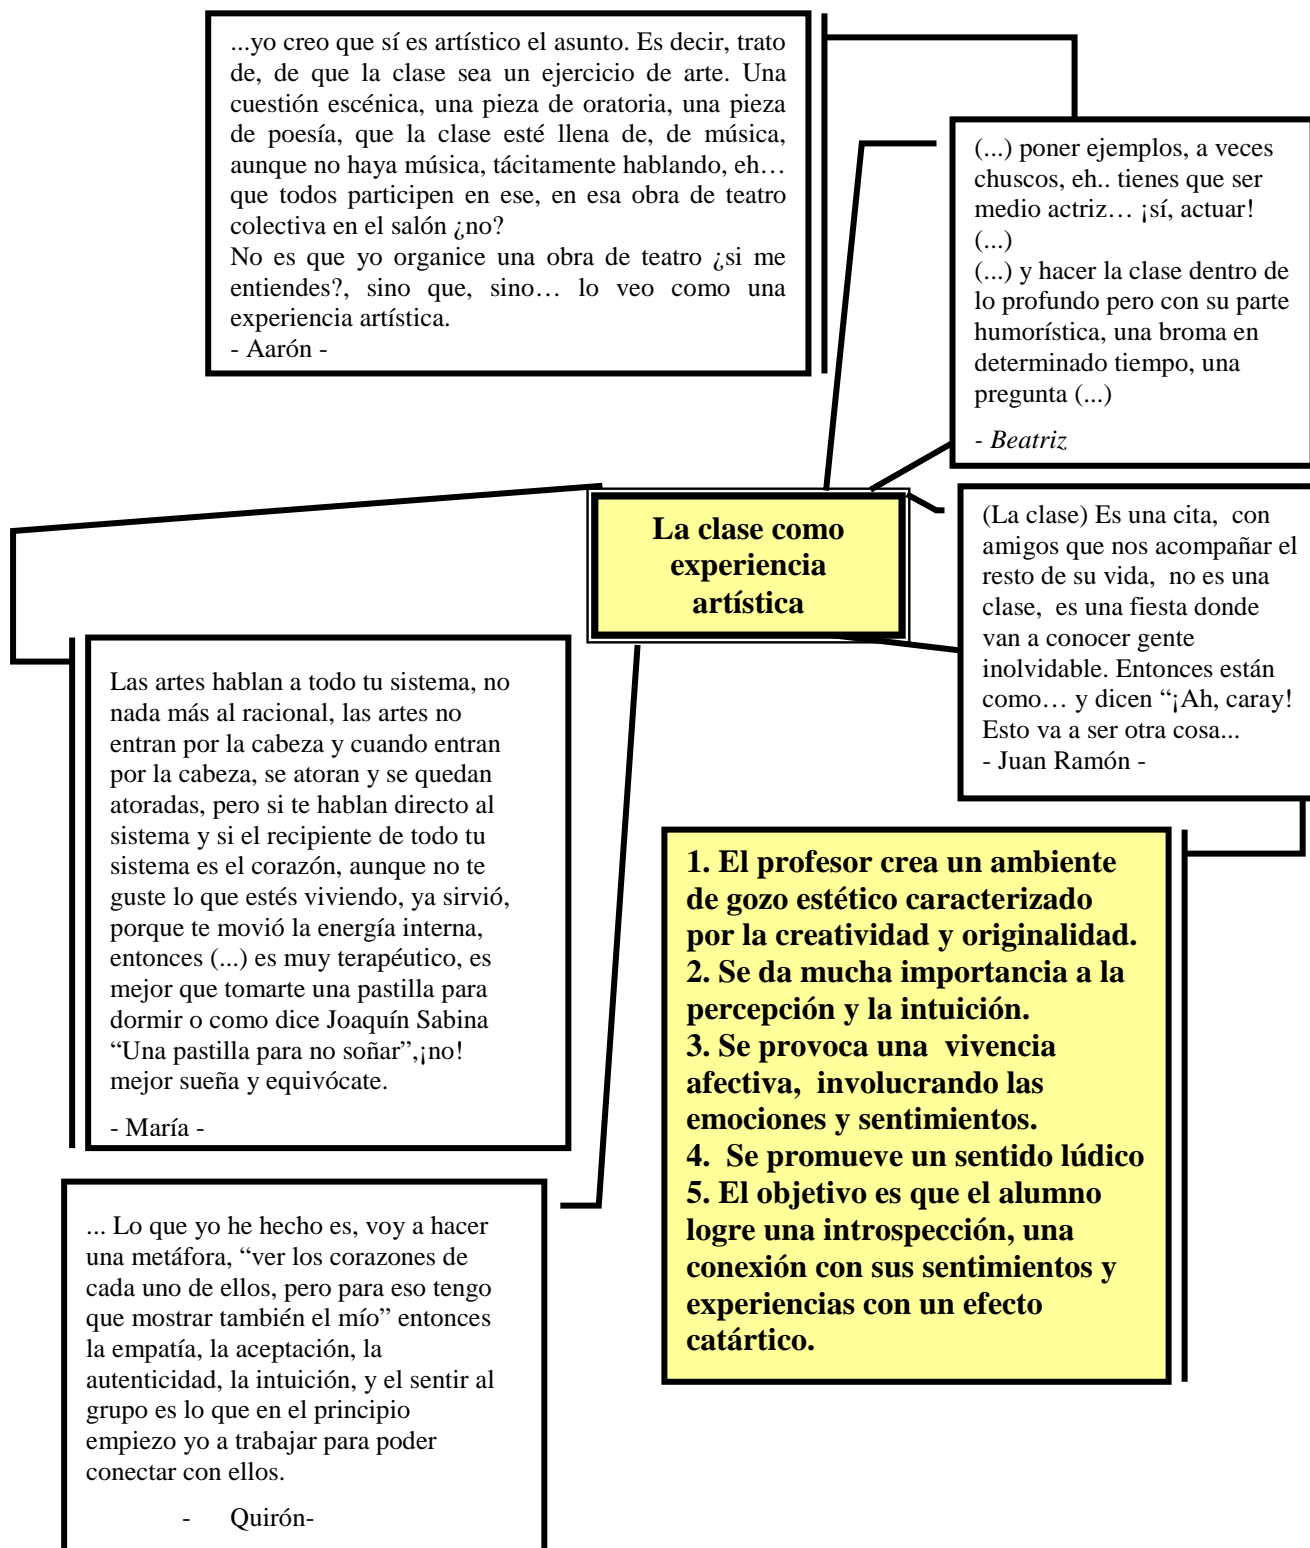 ...yo creo que sí es artístico el asunto. Es decir, trato
de, de que la clase sea un ejercicio de arte. Una
cuestión escénica, una pieza de oratoria, una pieza
de poesía, que la clase esté llena de, de música,
aunque no haya música, tácitamente hablando, eh…
que todos participen en ese, en esa obra de teatro
colectiva en el salón ¿no?
No es que yo organice una obra de teatro ¿si me
entiendes?, sino que, sino… lo veo como una
experiencia artística.
- Aarón -
(...) poner ejemplos, a veces
chuscos, eh.. tienes que ser
medio actriz… ¡sí, actuar!
(...)
(...) y hacer la clase dentro de
lo profundo pero con su parte
humorística, una broma en
determinado tiempo, una
pregunta (...)
- Beatriz
La clase como
experiencia
artística
(La clase) Es una cita, con
amigos que nos acompañar el
resto de su vida, no es una
clase, es una fiesta donde
van a conocer gente
inolvidable. Entonces están
como… y dicen “¡Ah, caray!
Esto va a ser otra cosa...
- Juan Ramón -
Las artes hablan a todo tu sistema, no
nada más al racional, las artes no
entran por la cabeza y cuando entran
por la cabeza, se atoran y se quedan
atoradas, pero si te hablan directo al
sistema y si el recipiente de todo tu
sistema es el corazón, aunque no te
guste lo que estés viviendo, ya sirvió,
porque te movió la energía interna,
entonces (...) es muy terapéutico, es
mejor que tomarte una pastilla para
dormir o como dice Joaquín Sabina
“Una pastilla para no soñar”,¡no!
mejor sueña y equivócate.
- María -
1. El profesor crea un ambiente
de gozo estético caracterizado
por la creatividad y originalidad.
2. Se da mucha importancia a la
percepción y la intuición.
3. Se provoca una vivencia
afectiva, involucrando las
emociones y sentimientos.
4. Se promueve un sentido lúdico
5. El objetivo es que el alumno
logre una introspección, una
conexión con sus sentimientos y
experiencias con un efecto
catártico.
... Lo que yo he hecho es, voy a hacer
una metáfora, “ver los corazones de
cada uno de ellos, pero para eso tengo
que mostrar también el mío” entonces
la empatía, la aceptación, la
autenticidad, la intuición, y el sentir al
grupo es lo que en el principio
empiezo yo a trabajar para poder
conectar con ellos.
- Quirón-